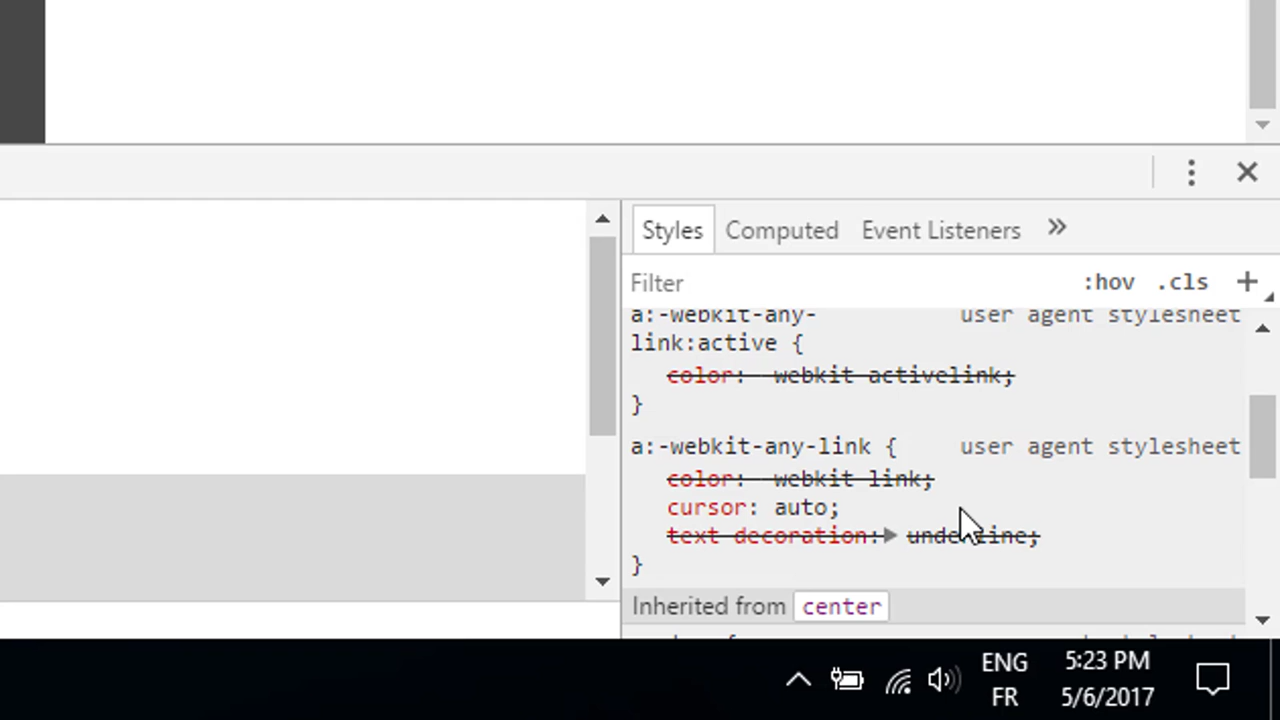 Styles Computed Event Listeners
Filter :hov .cls +
a:-webkit-any- user agent stylesheet
link:active {
color: -webkit-activelink;
}
a:-webkit-any-link { user agent stylesheet
color: -webkit-link;
cursor: auto;
text-decoration: underline;
}
Inherited from center
ENG 5:23 PM
FR 5/6/2017